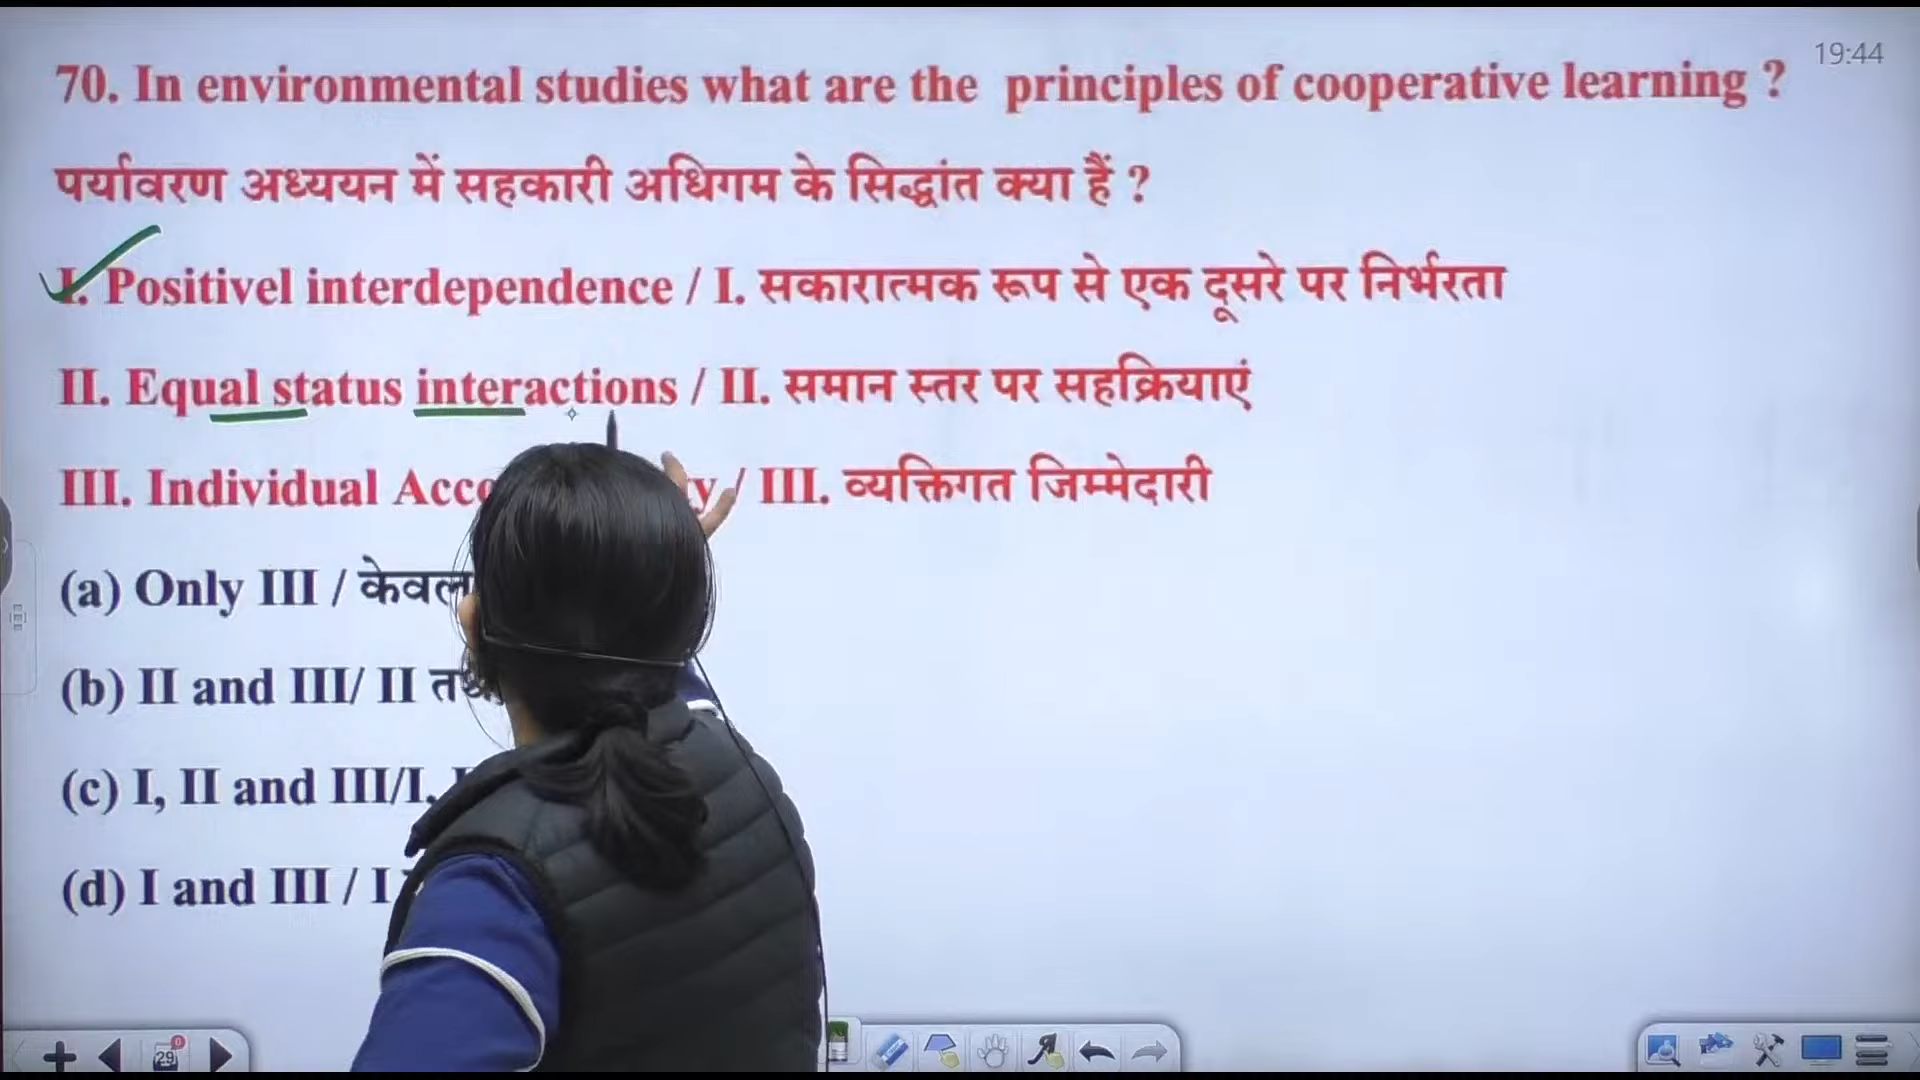 19:44
70. In environmental studies what are the principles of cooperative learning ?
पर्यावरण अध्ययन में सहकारी अधिगम के सिद्धांत क्या हैं ?
I. Positivel interdependence / I. सकारात्मक रूप से एक दूसरे पर निर्भरता
II. Equal status interactions / II. समान स्तर पर सहक्रियाएं
III. Individual / III. व्यक्तिगत जिम्मेदारी
(a) Only III / केवल
(b) II and III/ II
(c) I, II and III/I,
(d) I and III / I
29
0